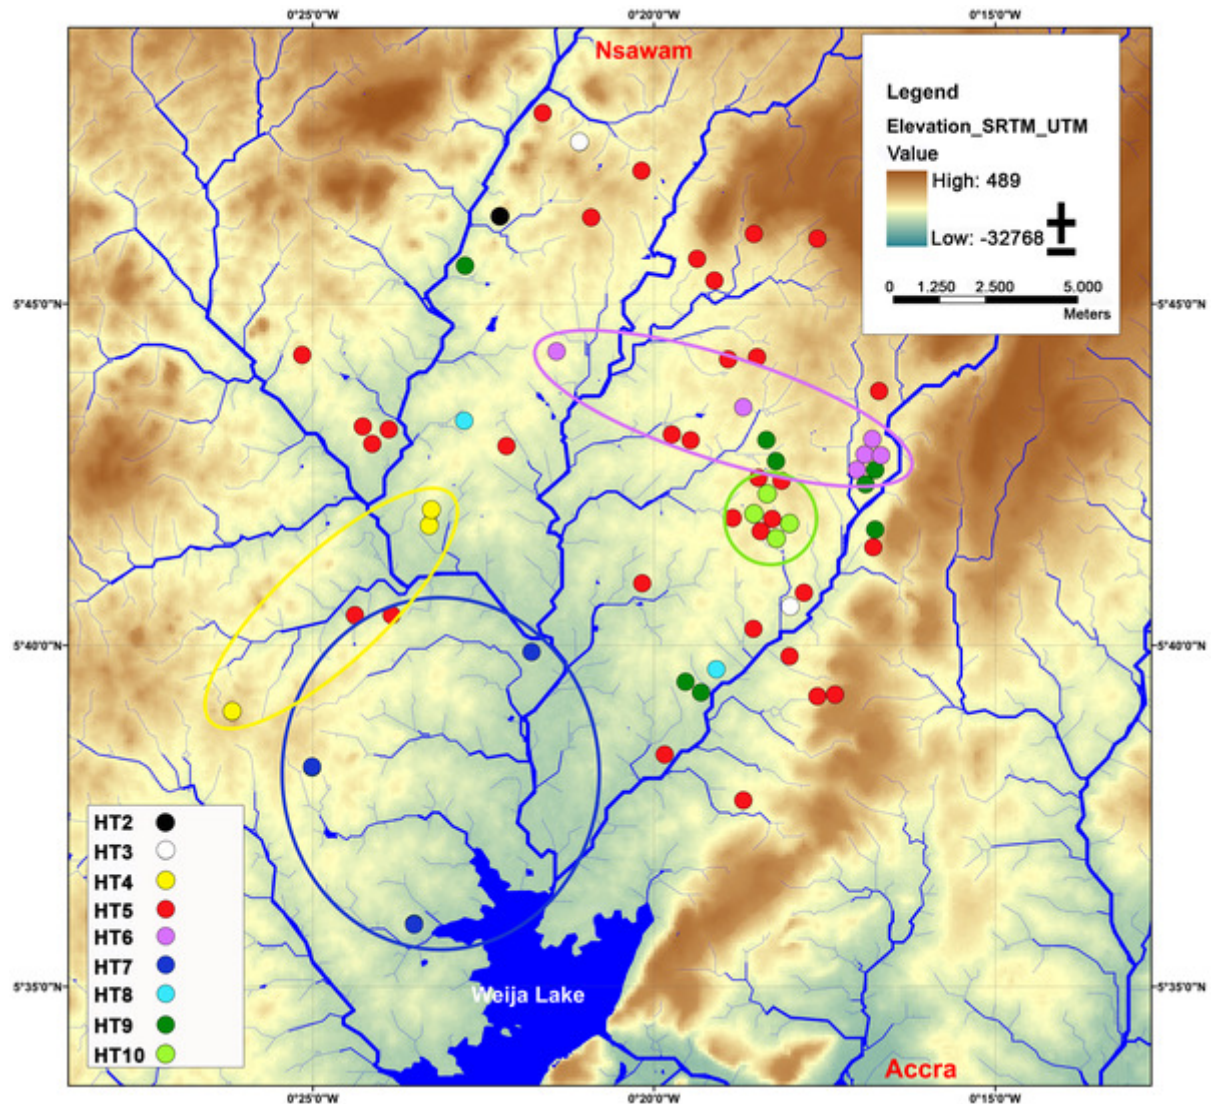 0°25'0"W 0°20'0"W 0°15'0"W
Nsawam
Legend
Elevation_SRTM_UTM
Value
High: 489
Low: -32768
0 1.250 2.500 5.000
Meters
5°45'0"N 5°45'0"N
5°40'0"N 5°40'0"N
HT2
HT3
HT4
HT5
HT6
HT7
HT8
HT9
HT10
5°35'0"N 5°35'0"N
Weija Lake
Accra
0°25'0"W 0°20'0"W 0°15'0"W